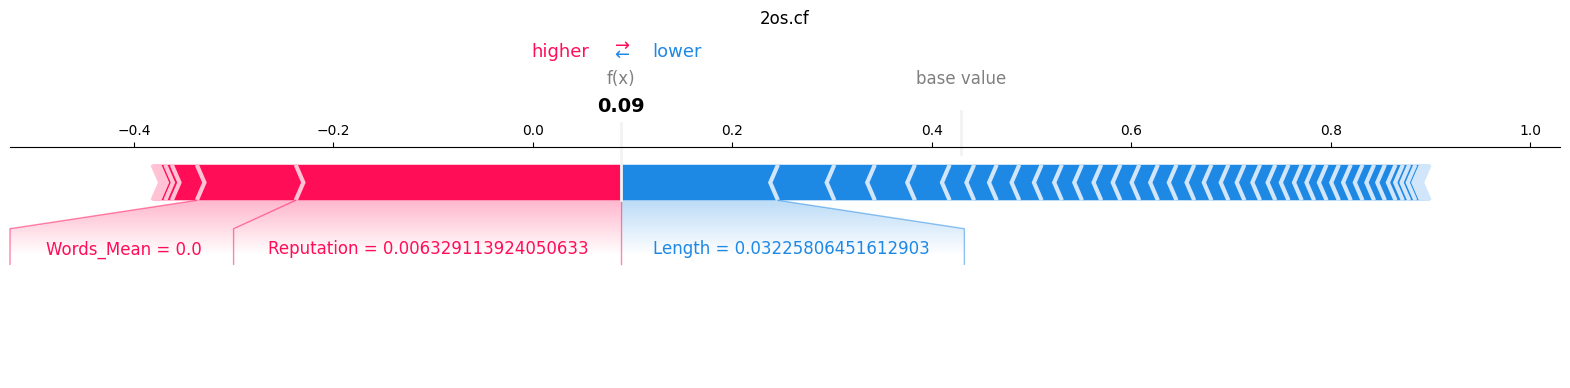 2os.cf
higher → ← lower
f(x) base value
0.09
−0.4 −0.2 0.0 0.2 0.4 0.6 0.8 1.0
Words_Mean = 0.0 Reputation = 0.006329113924050633 Length = 0.03225806451612903